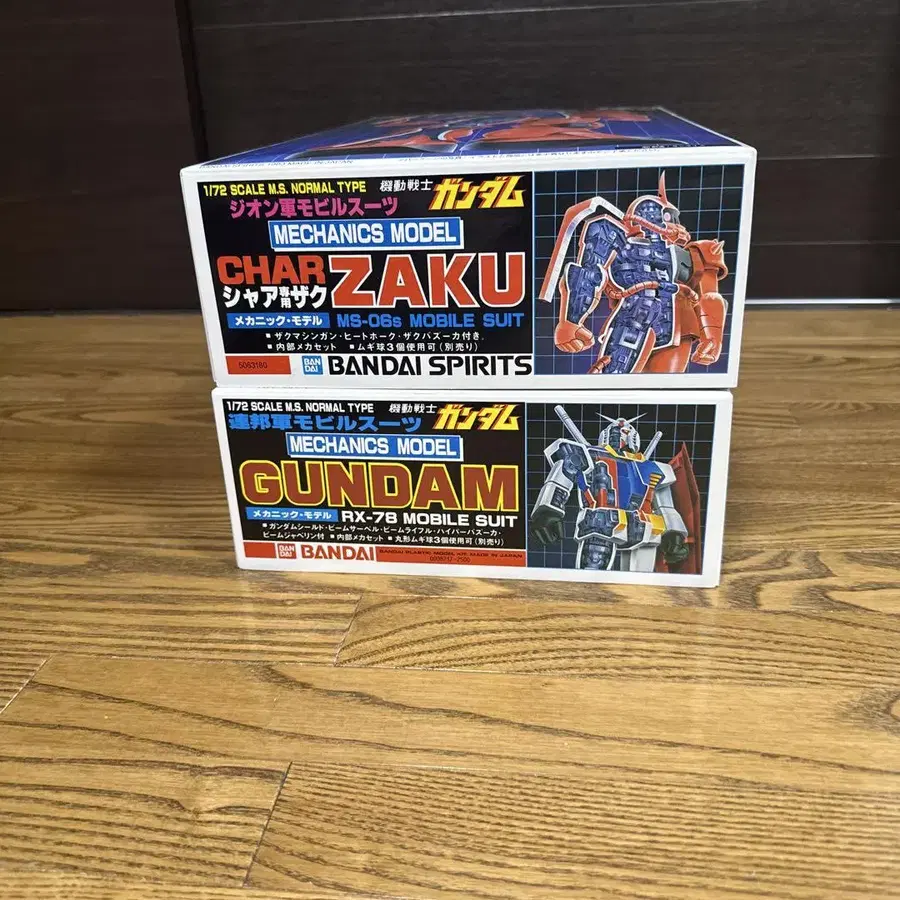 1/72 SCALE M.S. NORMAL TYPE 機動戦士 ガンダム
ジオン軍モビルスーツ
MECHANICS MODEL
CHAR ZAKU
シャア専用ザク
メカニック・モデル MS-06s MOBILE SUIT
■ザクマシンガン・ヒートホーク・ザクバズーカ付き。
■内部メカセット ■ムギ球3個使用可(別売り)
5063180 BAN DAI BANDAI SPIRITS
1/72 SCALE M.S. NORMAL TYPE 機動戦士 ガンダム
連邦軍モビルスーツ
MECHANICS MODEL
GUNDAM
メカニック・モデル RX-78 MOBILE SUIT
■ガンダムシールド・ビームサーベル・ビームライフル・ハイパーバズーカ・
ビームジャベリン付 ■内部メカセット ■丸形ムギ球3個使用可(別売り)
BAN DAI BANDAI BANDAI PLASTIC MODEL KIT. MADE IN JAPAN